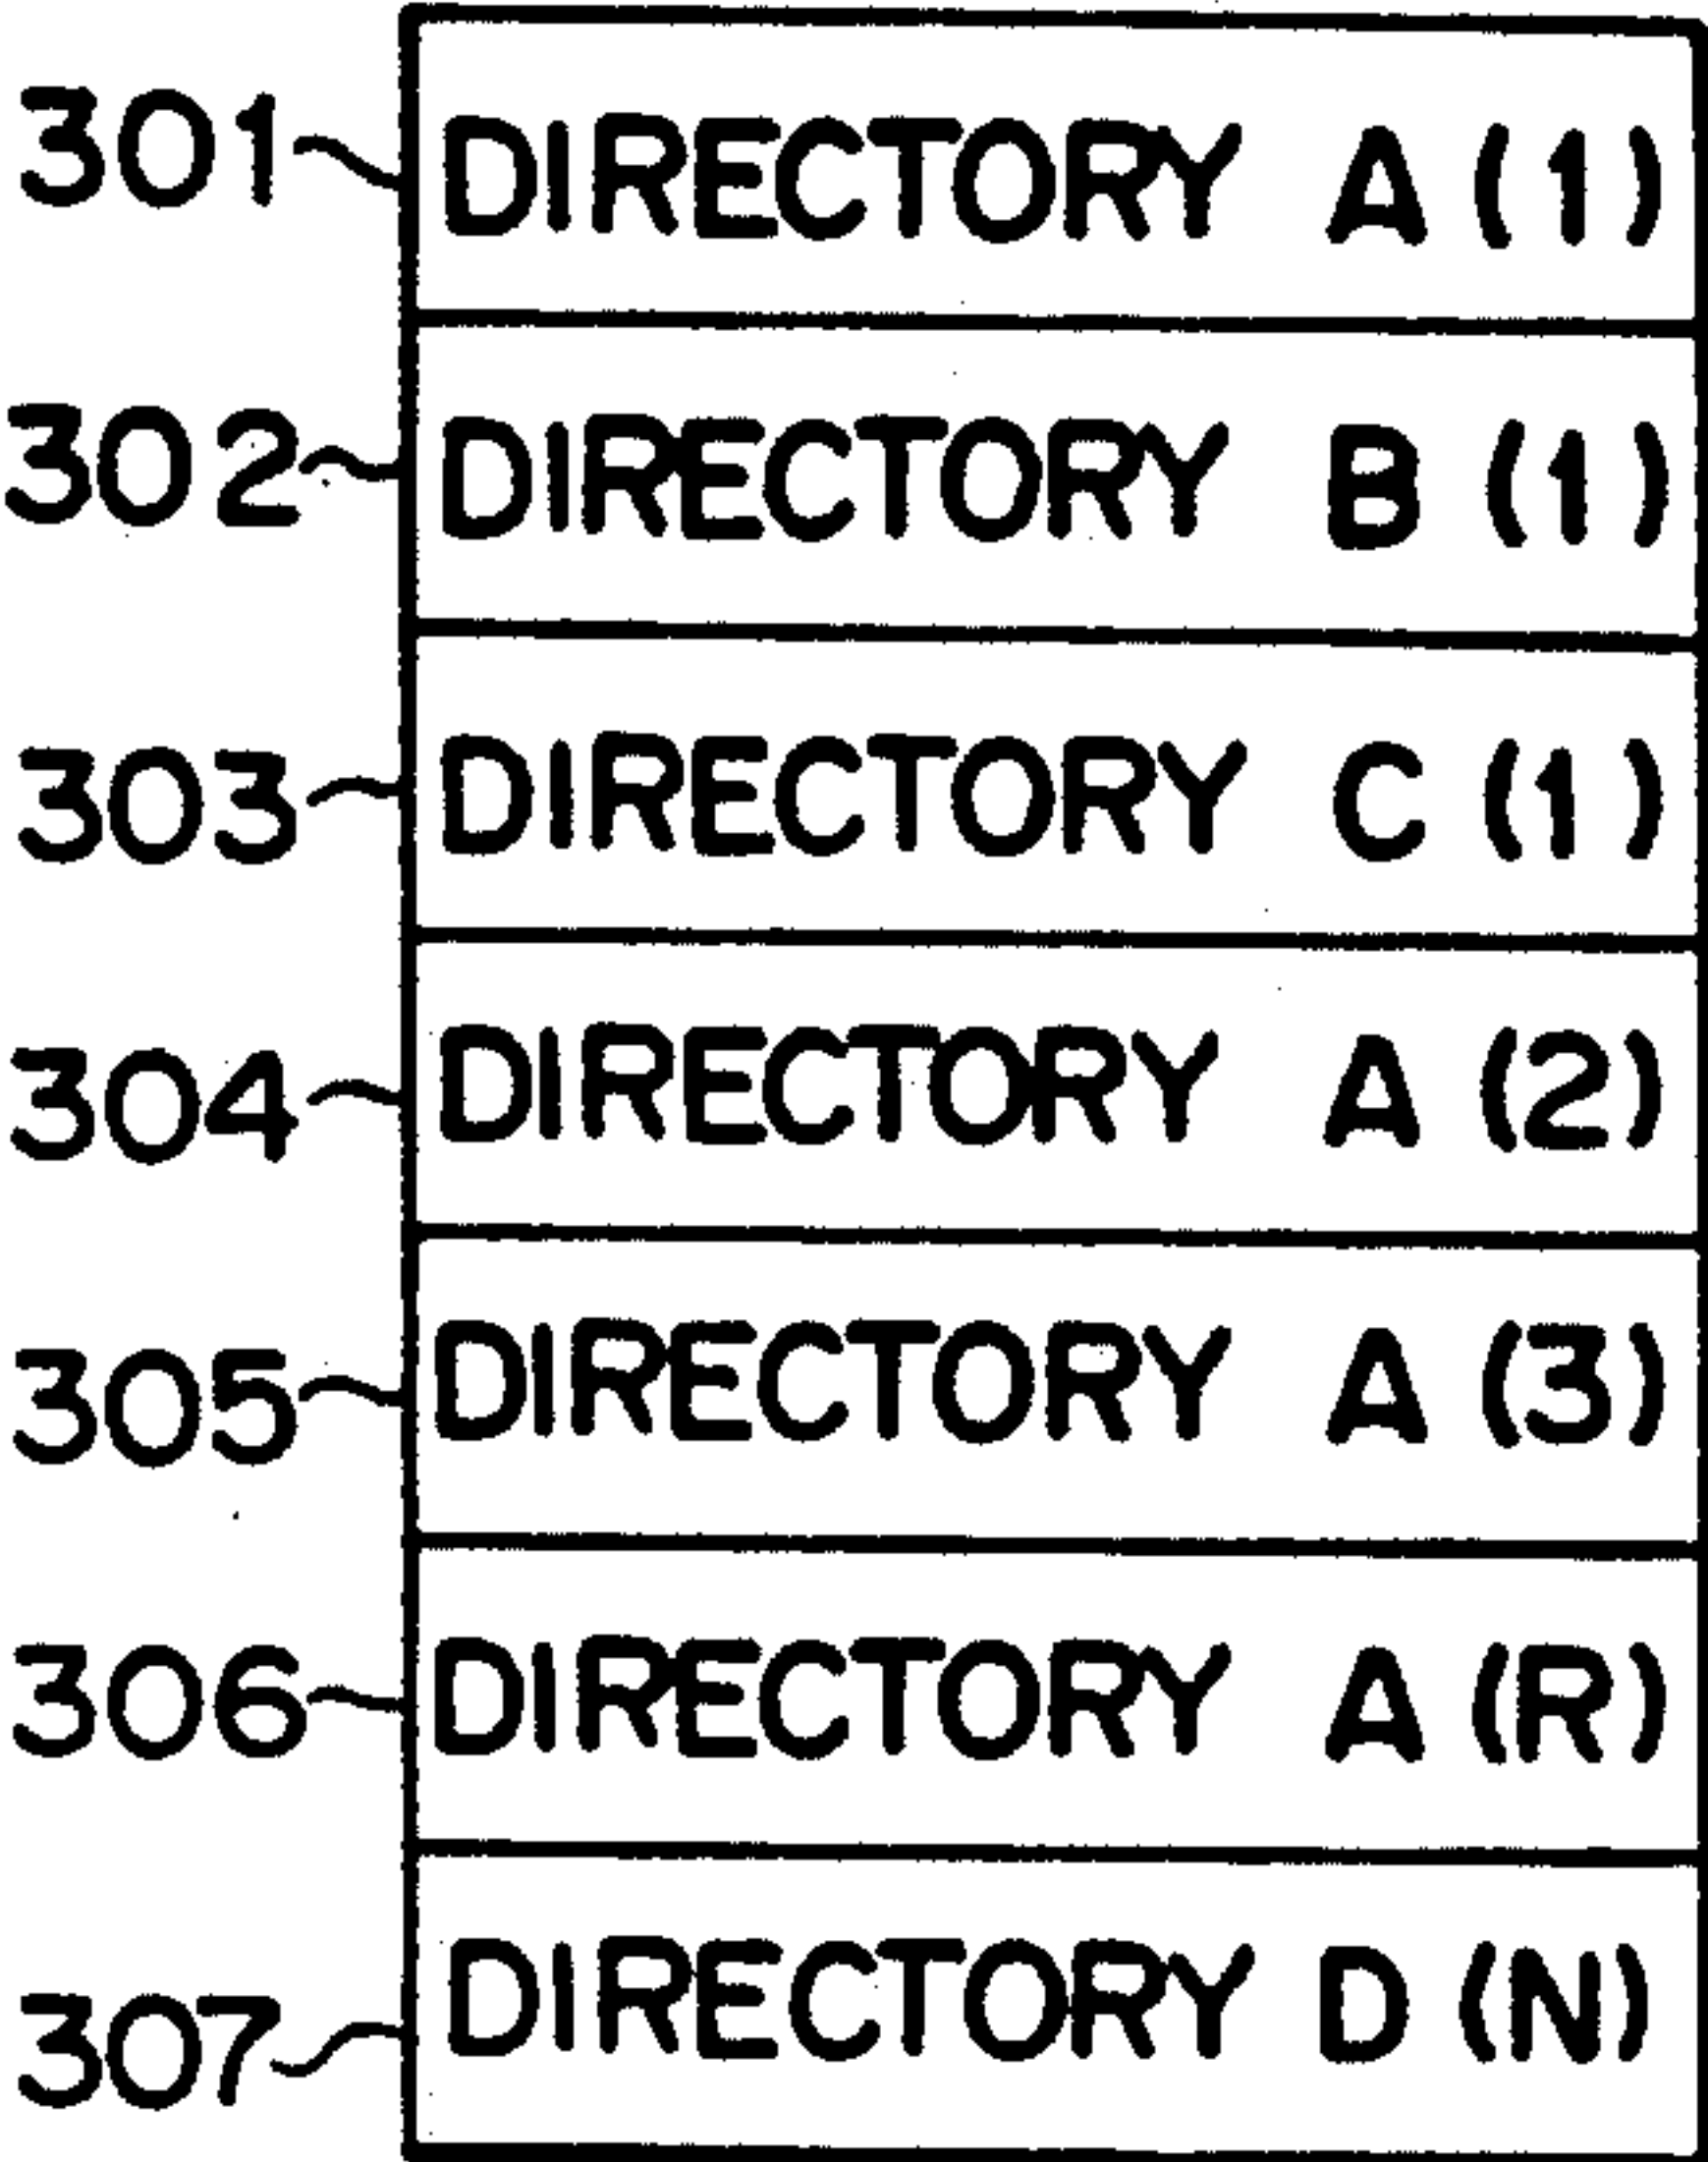 301 DIRECTORY A (1)
302 DIRECTORY B (1)
303 DIRECTORY C (1)
304 DIRECTORY A (2)
305 DIRECTORY A (3)
306 DIRECTORY A (R)
307 DIRECTORY D (N)